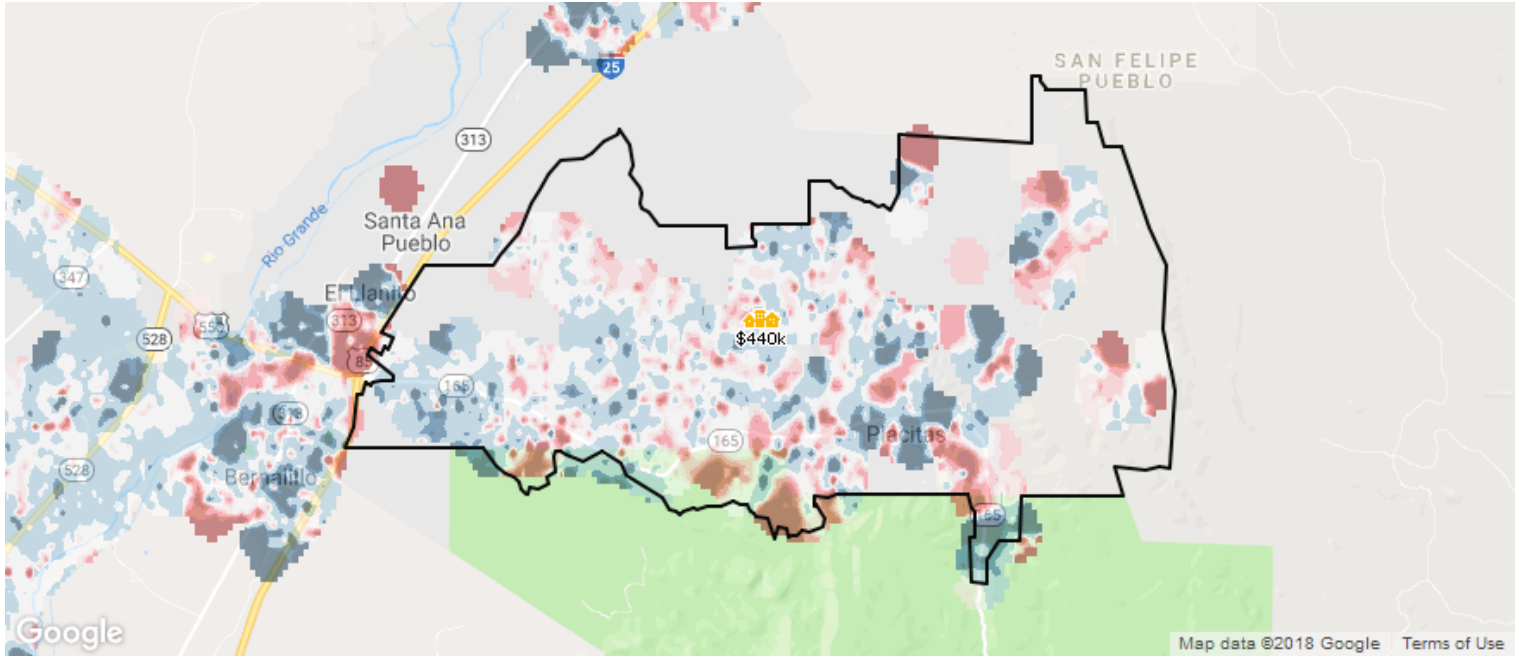 SAN FELIPE
PUEBLO
25
313
Santa Ana
Pueblo
Rio Grande
347
El Llanito
313
528
85
$440k
165
313
165
Placitas
528
Bernalillo
165
Google
Map data ©2018 Google
Terms of Use